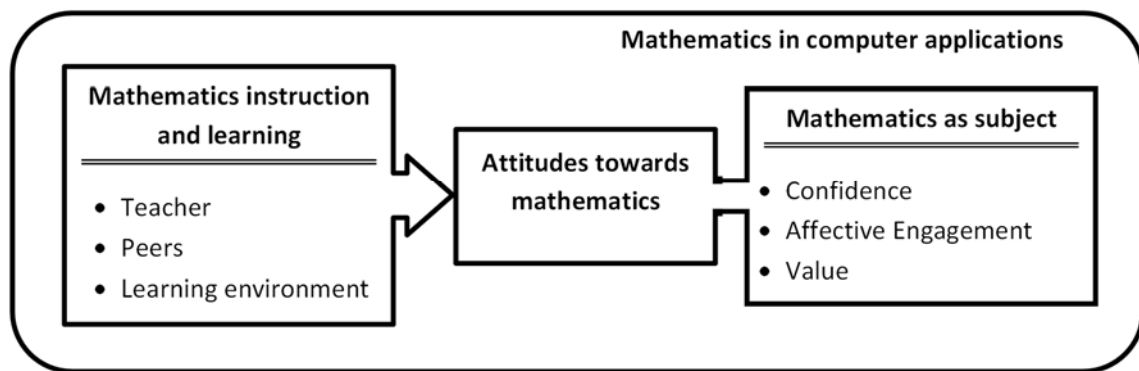 Mathematics in computer applications
Mathematics instruction
and learning
• Teacher
• Peers
• Learning environment
Attitudes towards
mathematics
Mathematics as subject
• Confidence
• Affective Engagement
• Value